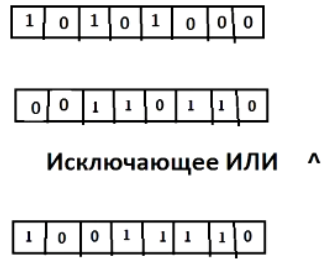 1 0 1 0 1 0 0 0
0 0 1 1 0 1 1 0
Исключающее ИЛИ ^
1 0 0 1 1 1 1 0